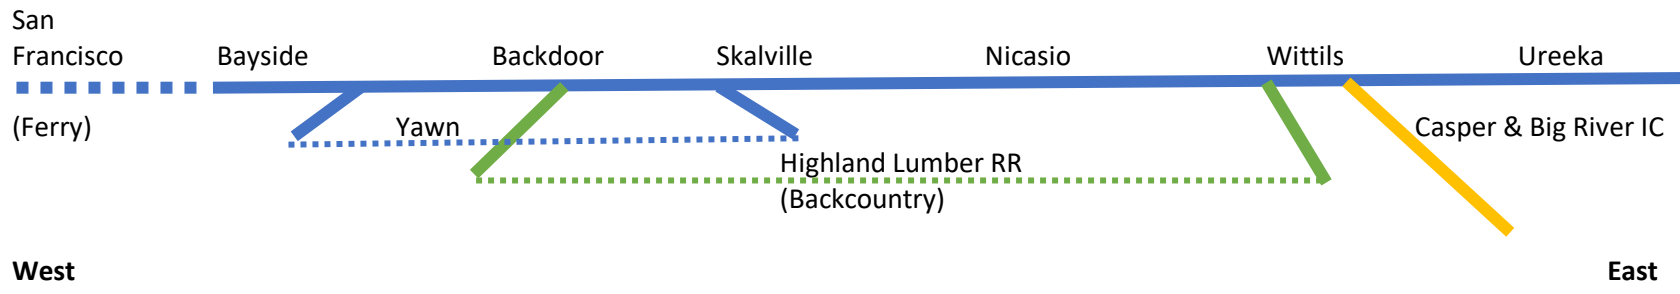 San
Francisco Bayside Backdoor Skalville Nicasio Wittils Ureeka
(Ferry) Yawn Casper & Big River IC
Highland Lumber RR
(Backcountry)
West East